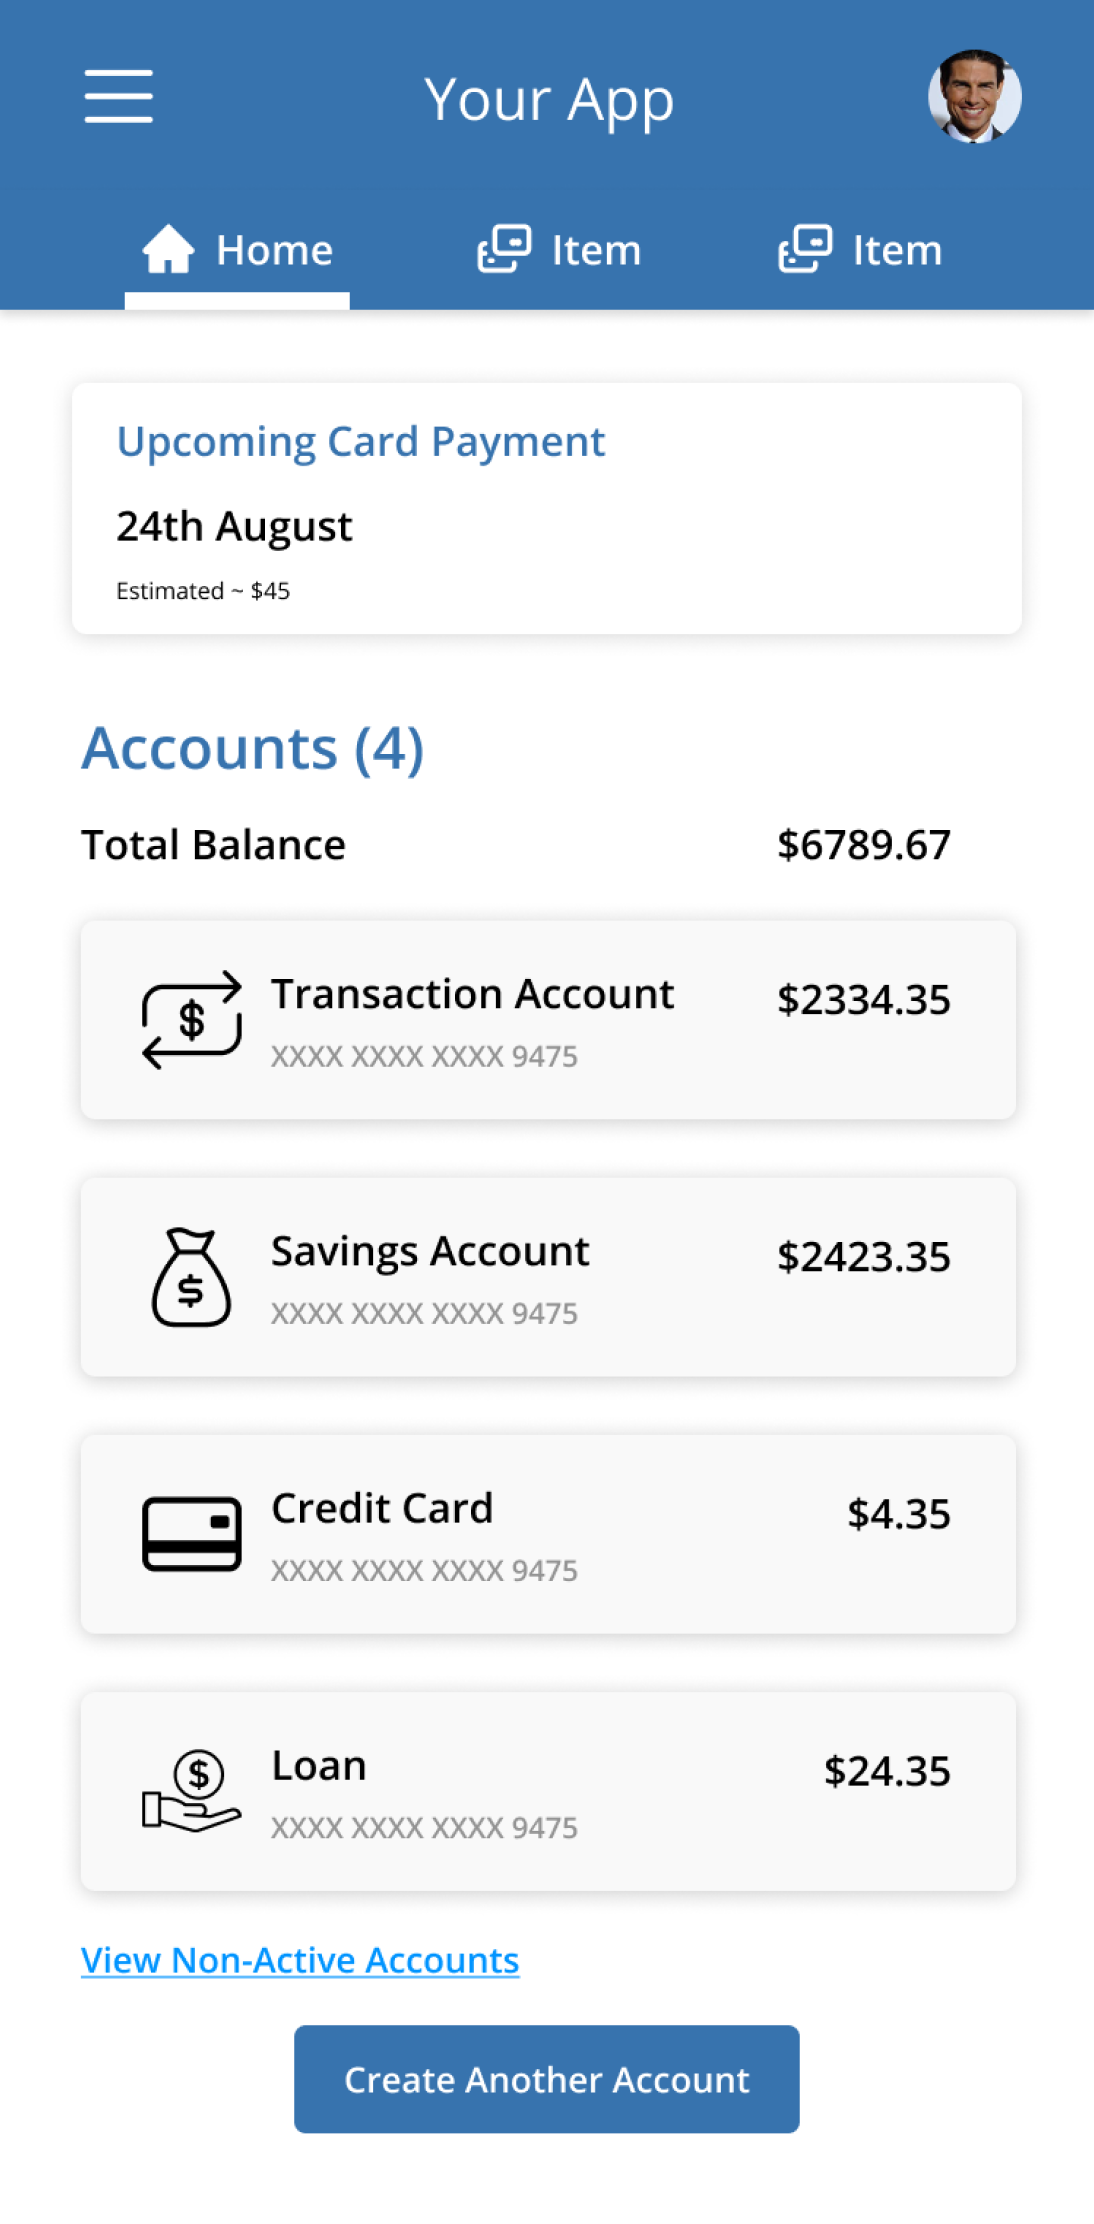 Your App
Home
Item
Item
Upcoming Card Payment
24th August
Estimated ~ $45
Accounts (4)
Total Balance $6789.67
Transaction Account $2334.35
XXXX XXXX XXXX 9475
Savings Account $2423.35
XXXX XXXX XXXX 9475
Credit Card $4.35
XXXX XXXX XXXX 9475
Loan $24.35
XXXX XXXX XXXX 9475
View Non-Active Accounts
Create Another Account